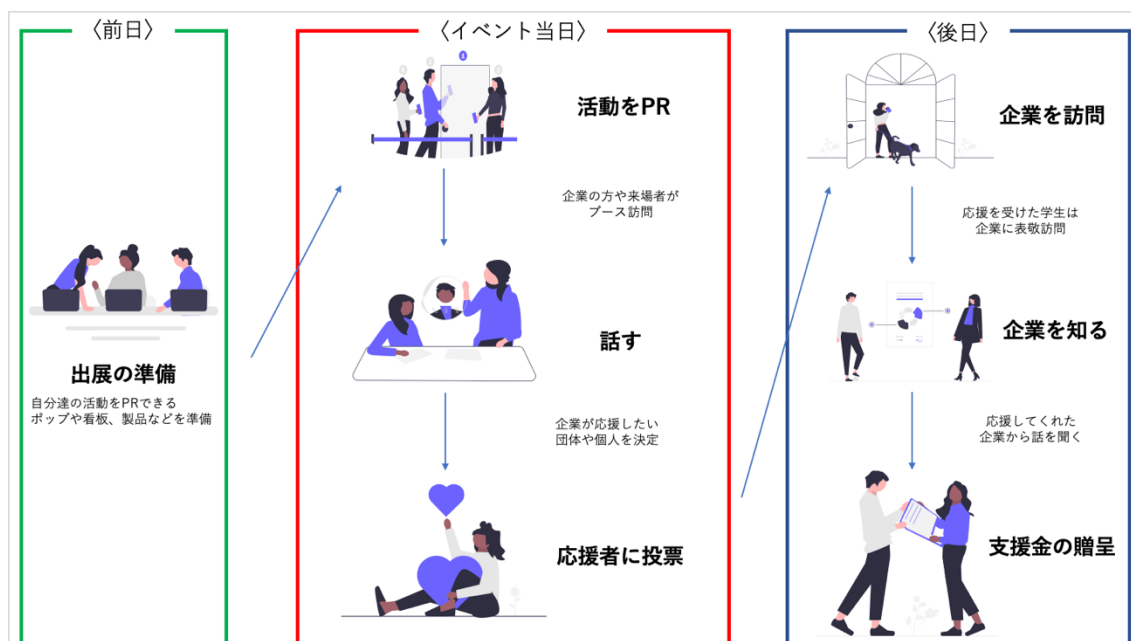 〈前日〉
出展の準備
自分達の活動をPRできる
ポップや看板、製品などを準備
〈イベント当日〉
活動をPR
企業の方や来場者が
ブース訪問
話す
企業が応援したい
団体や個人を決定
応援者に投票
〈後日〉
企業を訪問
応援を受けた学生は
企業に表敬訪問
企業を知る
応援してくれた
企業から話を聞く
支援金の贈呈